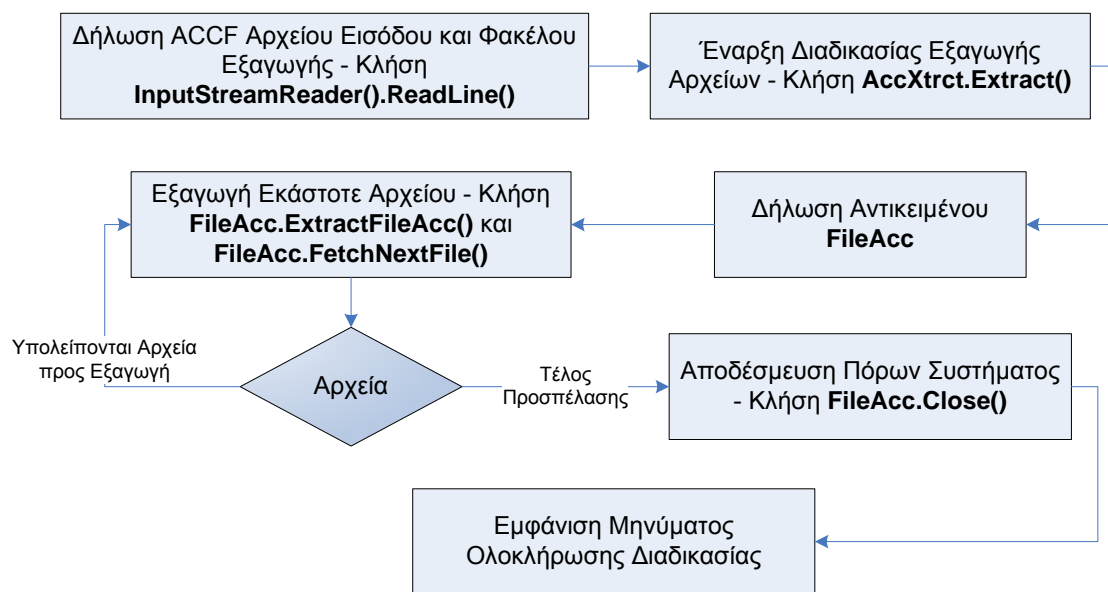 Δήλωση ACCF Αρχείου Εισόδου και Φακέλου
Εξαγωγής - Κλήση
InputStreamReader().ReadLine()
Έναρξη Διαδικασίας Εξαγωγής
Αρχείων - Κλήση AccXtrct.Extract()
Εξαγωγή Εκάστοτε Αρχείου - Κλήση
FileAcc.ExtractFileAcc() και
FileAcc.FetchNextFile()
Δήλωση Αντικειμένου
FileAcc
Υπολείπονται Αρχεία
προς Εξαγωγή
Αρχεία
Τέλος
Προσπέλασης
Αποδέσμευση Πόρων Συστήματος
- Κλήση FileAcc.Close()
Εμφάνιση Μηνύματος
Ολοκλήρωσης Διαδικασίας